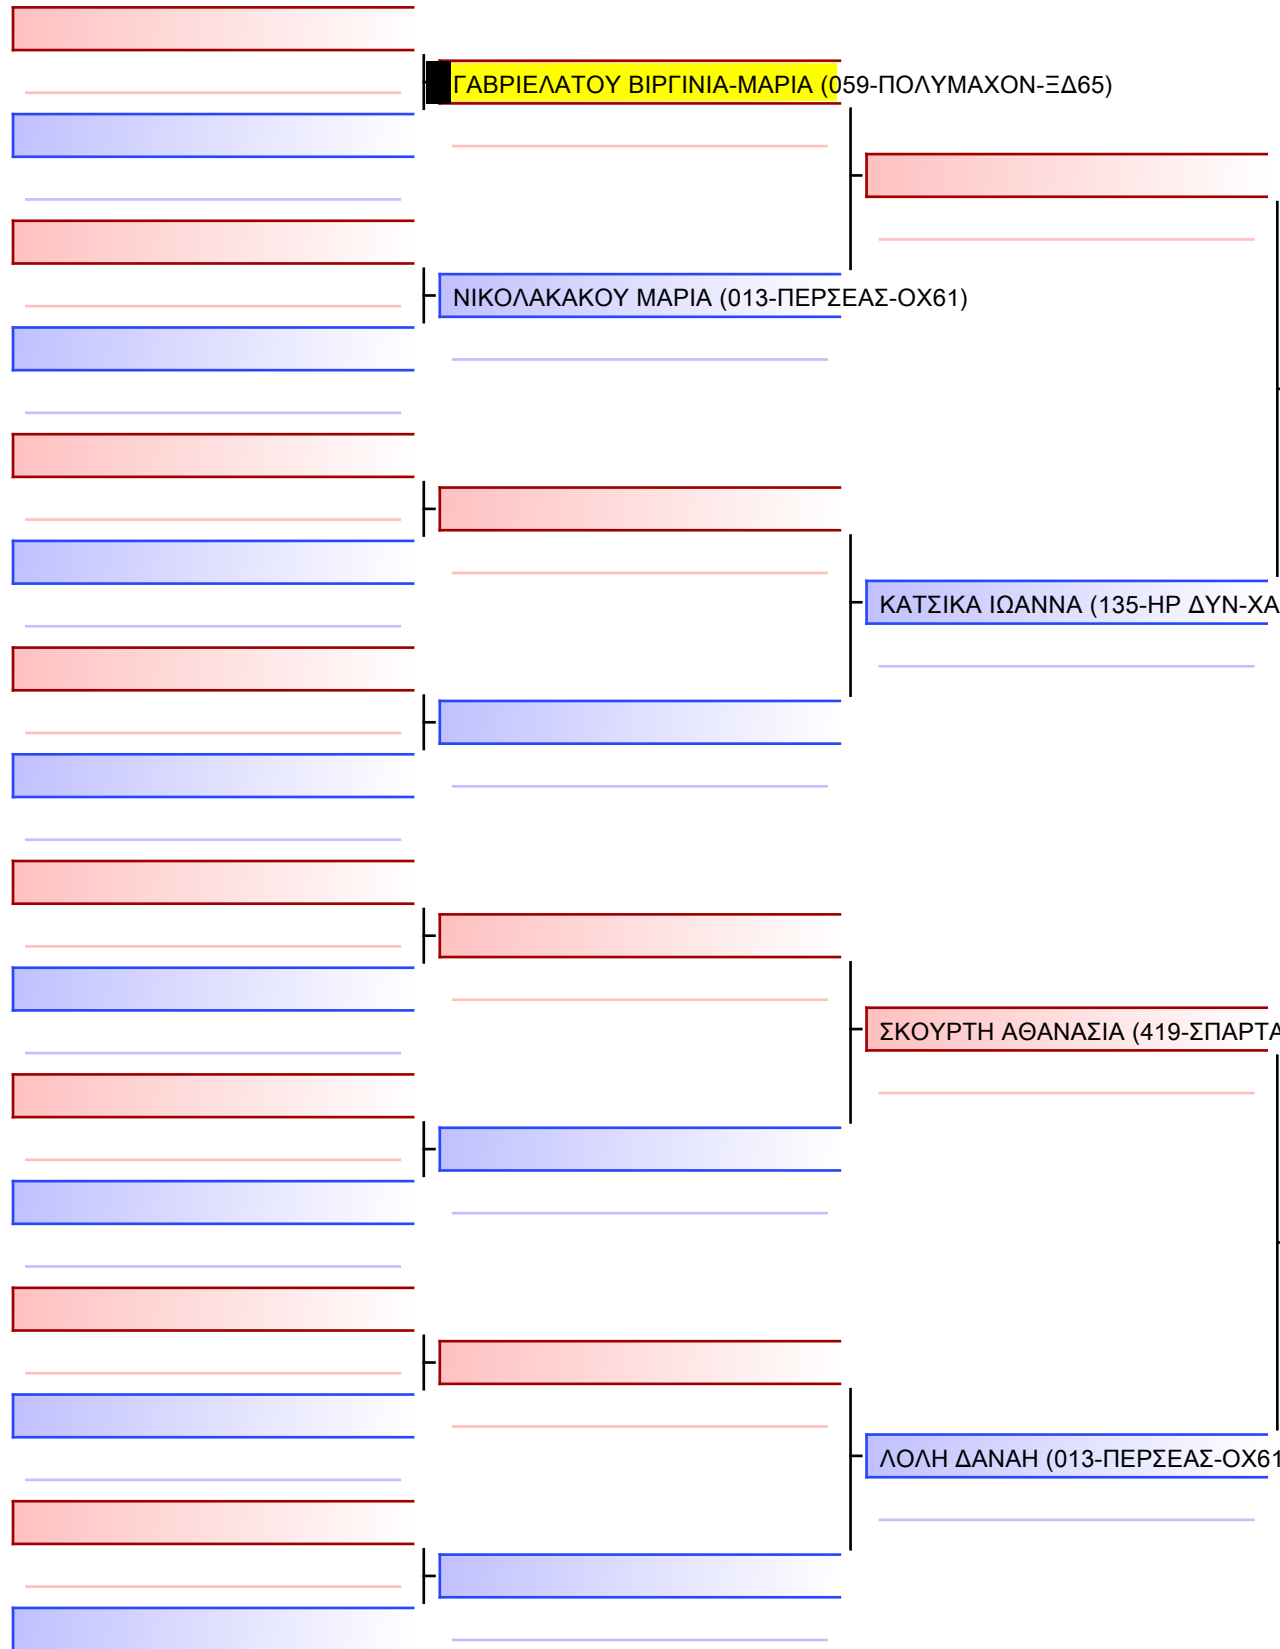 ΓΑΒΡΙΕΛΑΤΟΥ ΒΙΡΓΙΝΙΑ-ΜΑΡΙΑ (059-ΠΟΛΥΜΑΧΟΝ-ΞΔ65)
ΝΙΚΟΛΑΚΑΚΟΥ ΜΑΡΙΑ (013-ΠΕΡΣΕΑΣ-ΟΧ61)
ΚΑΤΣΙΚΑ ΙΩΑΝΝΑ (135-ΗΡ ΔΥΝ-ΧΑ
ΣΚΟΥΡΤΗ ΑΘΑΝΑΣΙΑ (419-ΣΠΑΡΤΑ
ΛΟΛΗ ΔΑΝΑΗ (013-ΠΕΡΣΕΑΣ-ΟΧ61